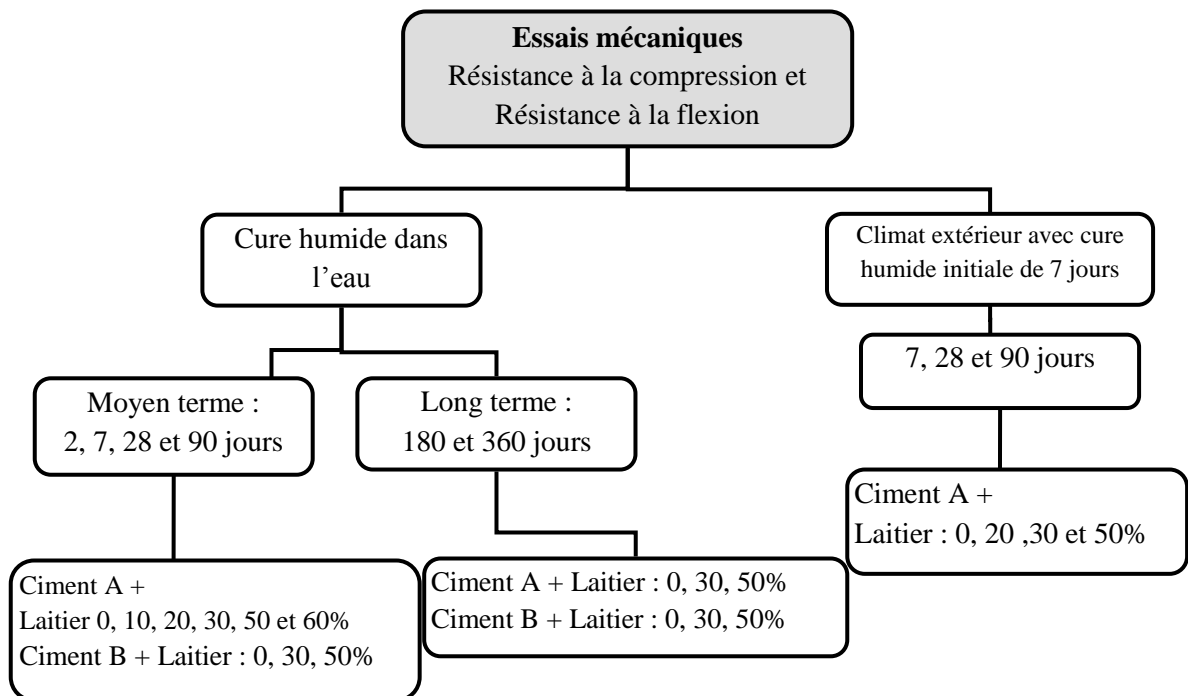 Essais mécaniques
Résistance à la compression et
Résistance à la flexion
Cure humide dans
l’eau
Climat extérieur avec cure
humide initiale de 7 jours
7, 28 et 90 jours
Moyen terme :
2, 7, 28 et 90 jours
Long terme :
180 et 360 jours
Ciment A +
Laitier : 0, 20 ,30 et 50%
Ciment A +
Laitier 0, 10, 20, 30, 50 et 60%
Ciment B + Laitier : 0, 30, 50%
Ciment A + Laitier : 0, 30, 50%
Ciment B + Laitier : 0, 30, 50%